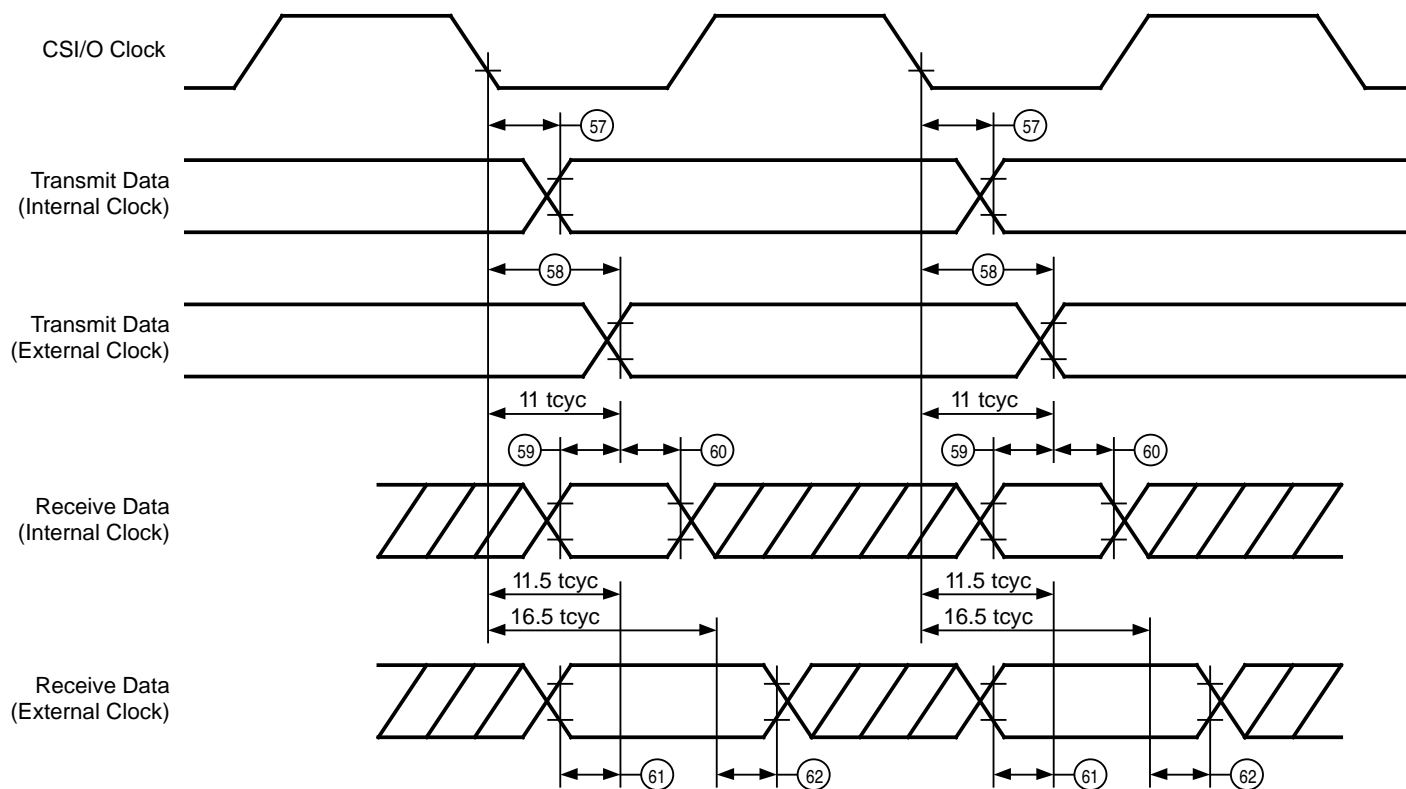 CSI/O Clock
57
57
Transmit Data
(Internal Clock)
58
58
Transmit Data
(External Clock)
11 tcyc
11 tcyc
59
60
59
60
Receive Data
(Internal Clock)
11.5 tcyc
11.5 tcyc
16.5 tcyc
16.5 tcyc
Receive Data
(External Clock)
61
62
61
62